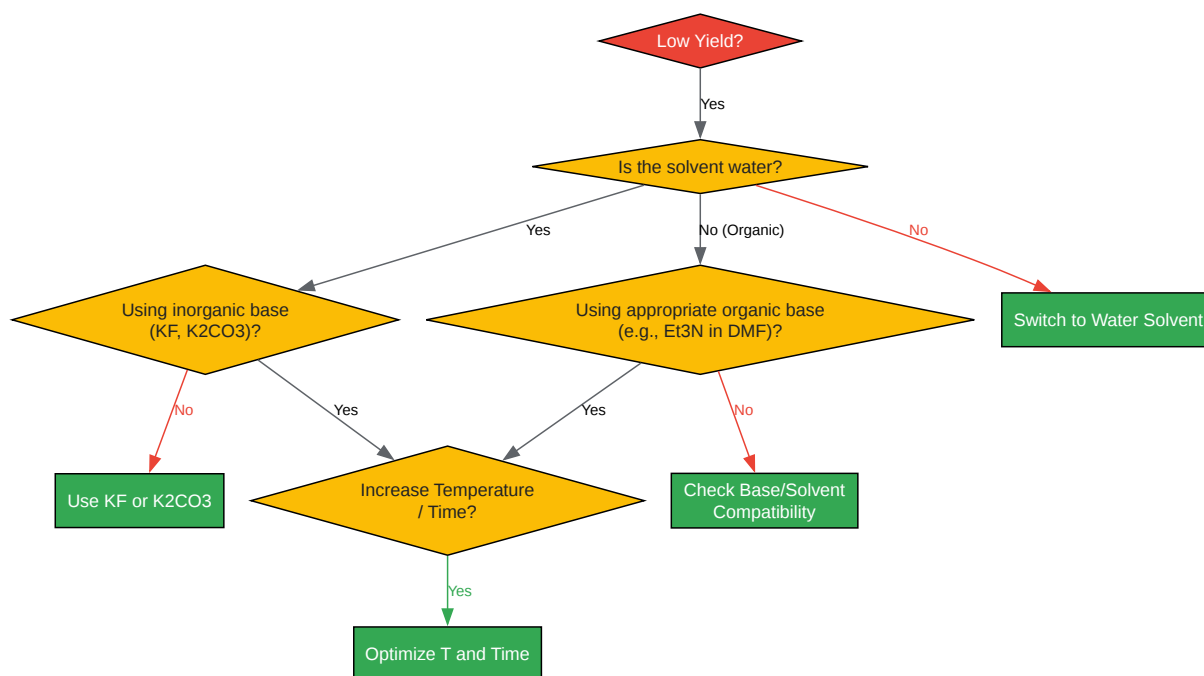 Low Yield?
Yes
Is the solvent water?
Yes
No (Organic)
No
Using inorganic base
(KF, K2CO3)?
Using appropriate organic base
(e.g., Et3N in DMF)?
Switch to Water Solvent
No
Yes
Yes
No
Use KF or K2CO3
Increase Temperature
/ Time?
Check Base/Solvent
Compatibility
Yes
Optimize T and Time